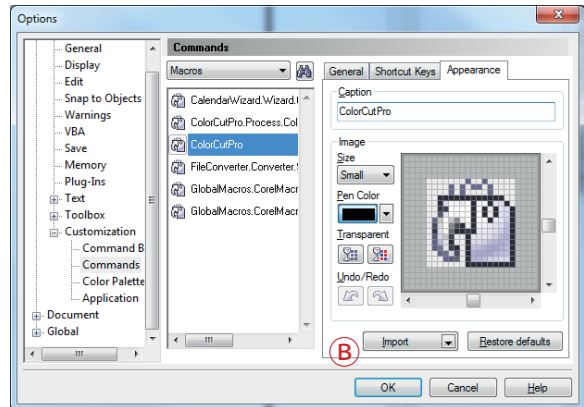 Options
General
Display
Edit
Snap to Objects
Warnings
VBA
Save
Memory
Plug-Ins
Text
Toolbox
Customization
Command B
Commands
Color Palette
Application
Document
Global
Commands
Macros
CalendarWizard.Wizard.(
ColorCutPro.Process.Col
ColorCutPro
FileConverter.Converter.S
GlobalMacros.CorelMacr
GlobalMacros.CorelMacr
General Shortcut Keys Appearance
Caption
ColorCutPro
Image
Size
Small
Pen Color
Transparent
Undo/Redo
B
Import Restore defaults
OK Cancel Help